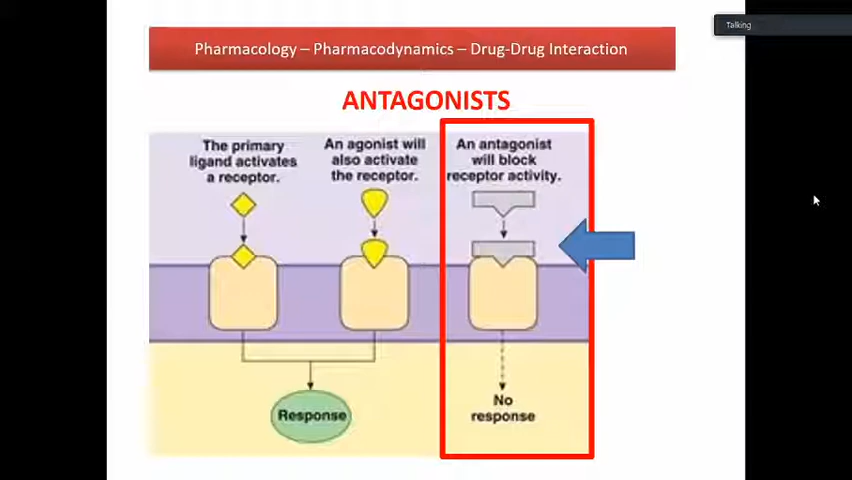 Talking
Pharmacology – Pharmacodynamics – Drug-Drug Interaction
ANTAGONISTS
The primary
ligand activates
a receptor.
An agonist will
also activate
the receptor.
An antagonist
will block
receptor activity.
Response
No
response